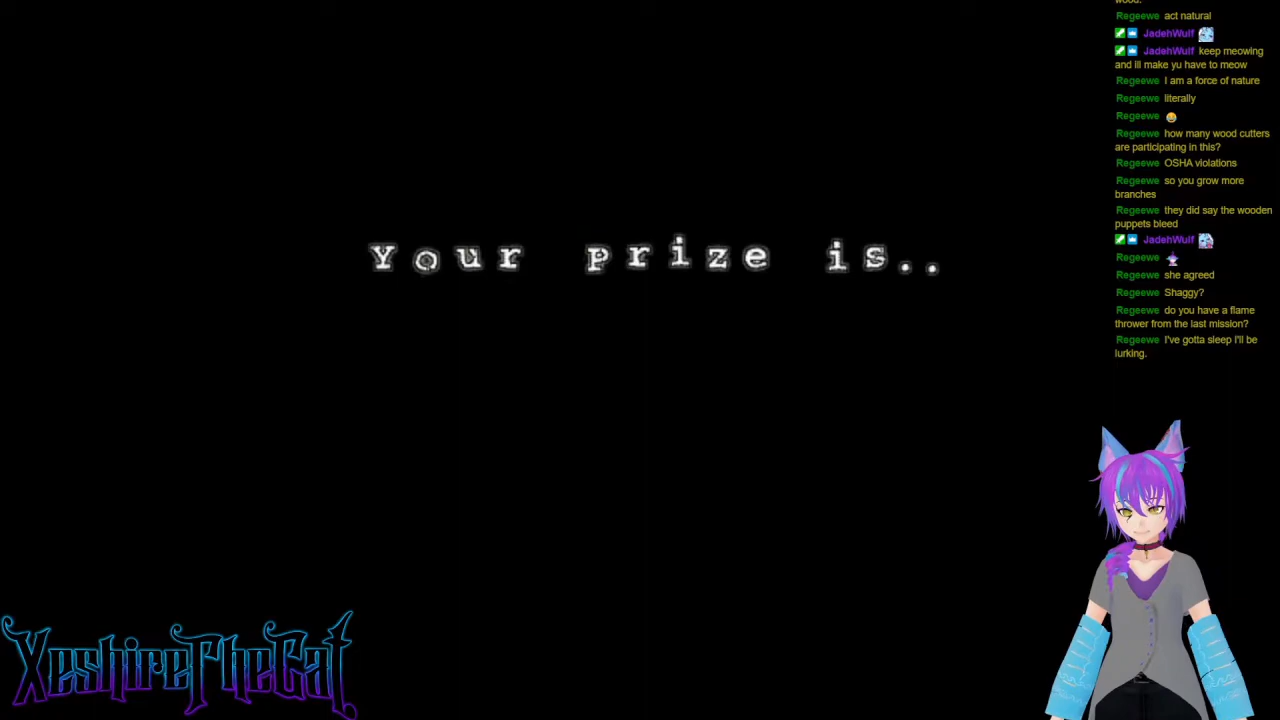 wood.
Regeewe act natural
JadehWulf
JadehWulf keep meowing
and ill make yu have to meow
Regeewe I am a force of nature
Regeewe literally
Regeewe
Regeewe how many wood cutters
are participating in this?
Regeewe OSHA violations
Regeewe so you grow more
branches
Regeewe they did say the wooden
puppets bleed
JadehWulf
Regeewe
Regeewe she agreed
Regeewe Shaggy?
Regeewe do you have a flame
thrower from the last mission?
Regeewe I've gotta sleep I'll be
lurking.
Your prize is..
XeshireTheCat